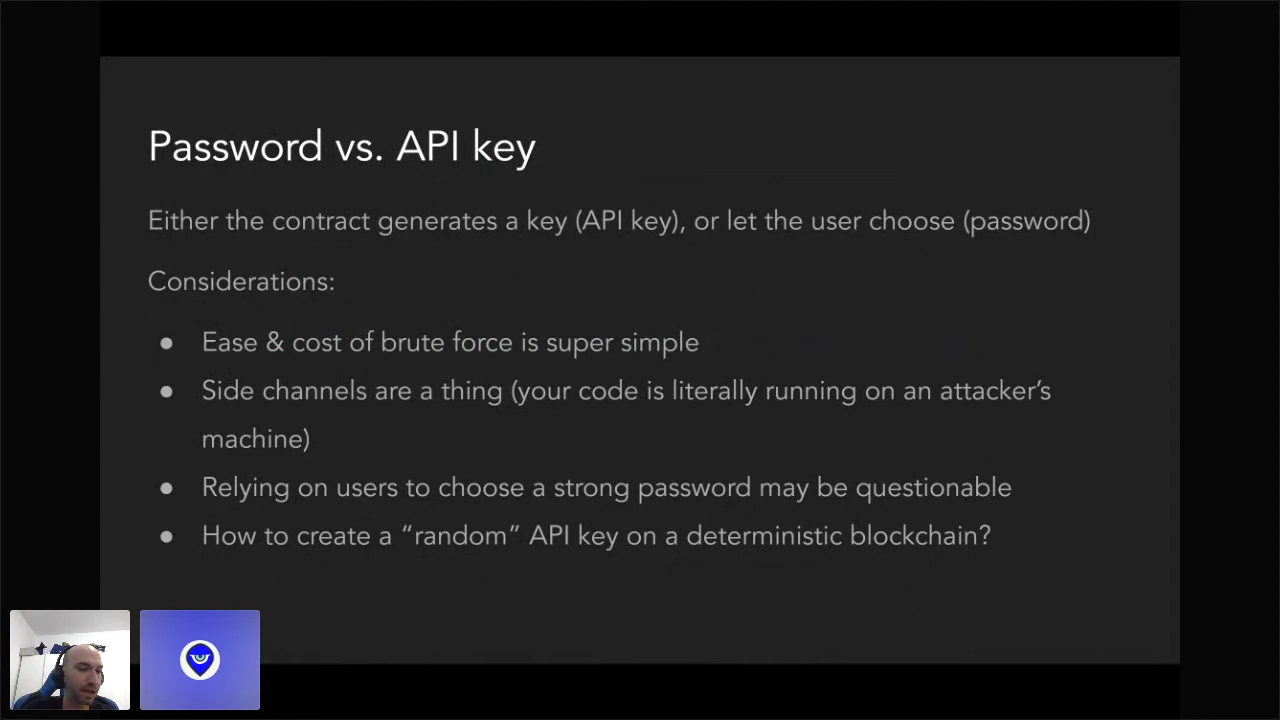 Password vs. API key
Either the contract generates a key (API key), or let the user choose (password)
Considerations:
● Ease & cost of brute force is super simple
● Side channels are a thing (your code is literally running on an attacker’s
machine)
● Relying on users to choose a strong password may be questionable
● How to create a “random” API key on a deterministic blockchain?